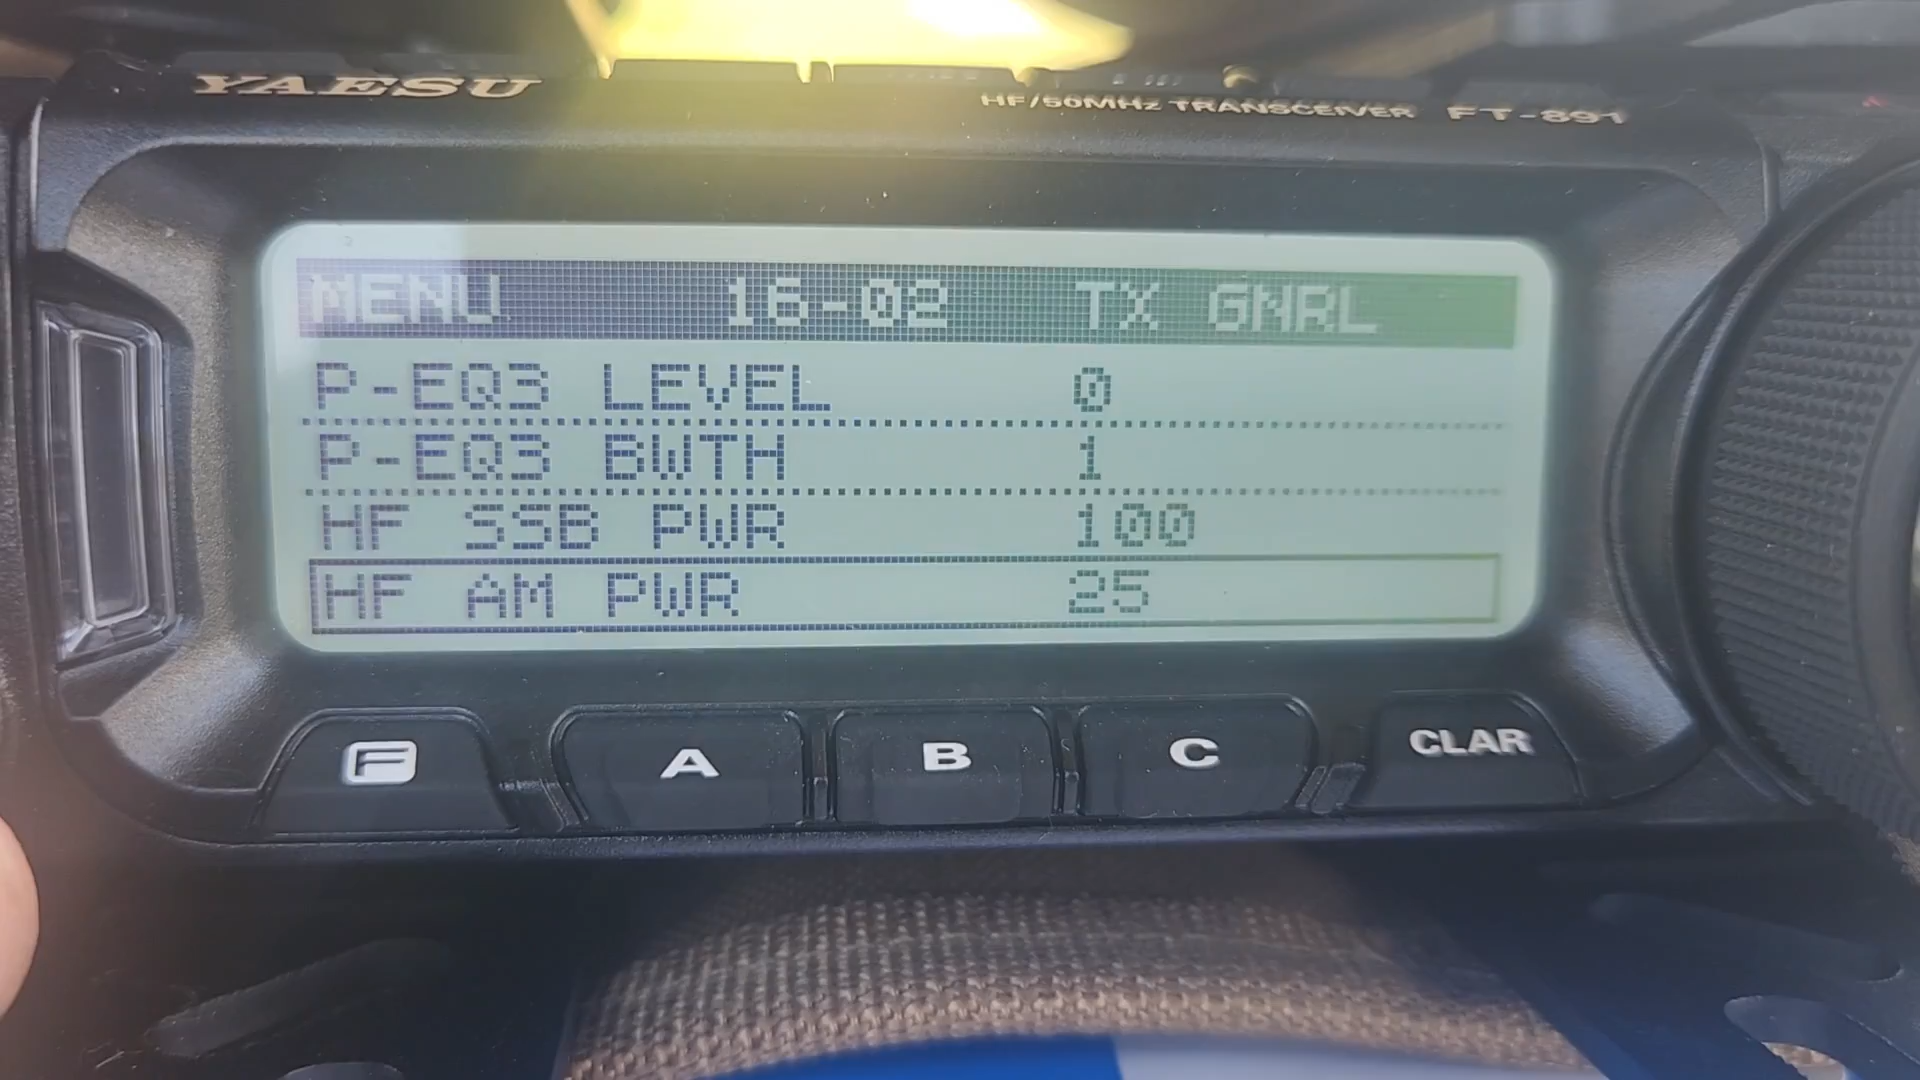 YAESU
HF/50MHz TRANSCEIVER FT-891
MENU 16-02 TX GNRL
P-EQ3 LEVEL 0
P-EQ3 BWTH 1
HF SSB PWR 100
HF AM PWR 25
F A B C CLAR